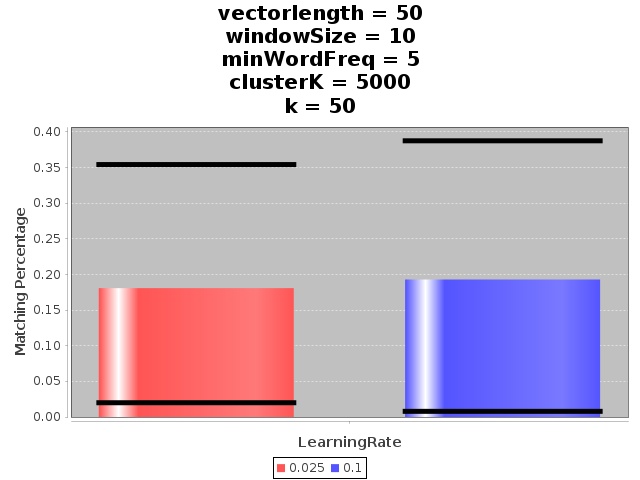 vectorlength = 50
windowSize = 10
minWordFreq = 5
clusterK = 5000
k = 50
0.40
0.35
0.30
0.25
0.20
0.15
0.10
0.05
0.00
Matching Percentage
LearningRate
0.025 0.1